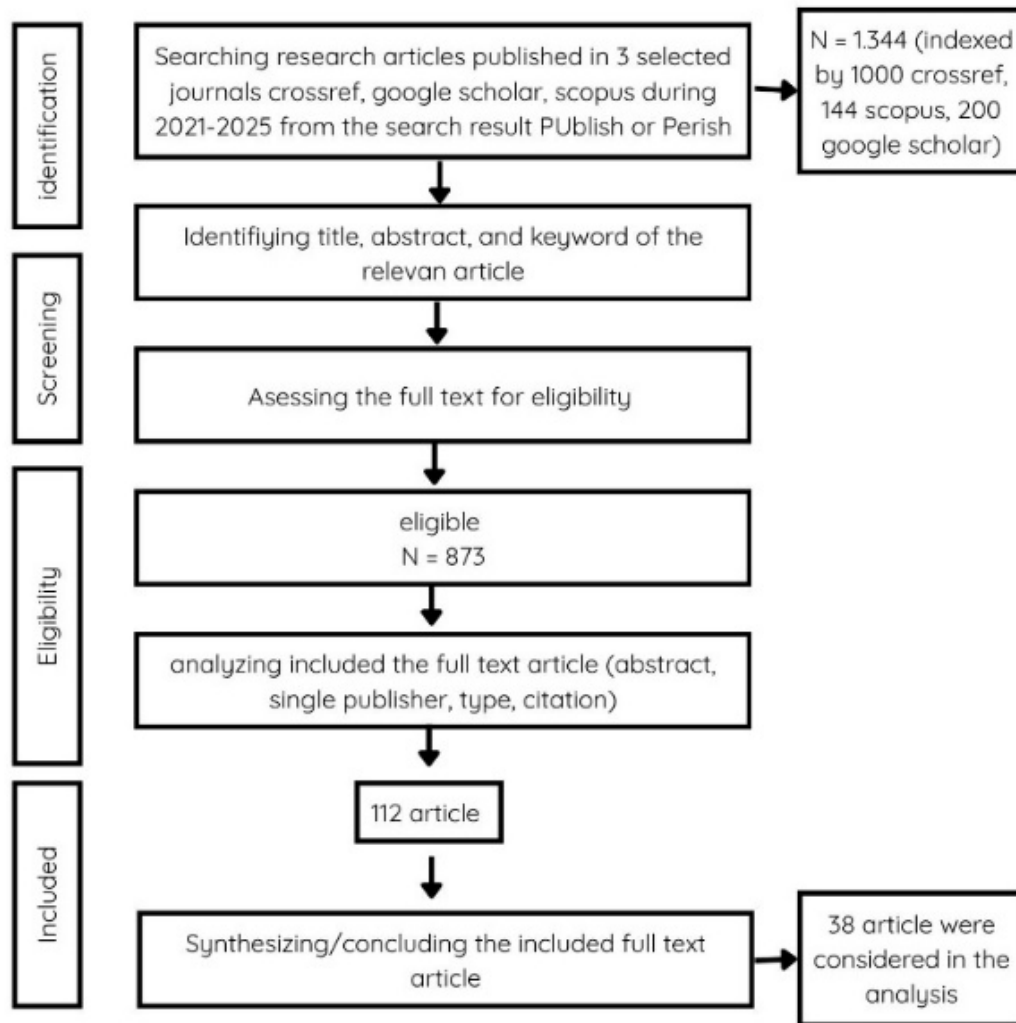 identification
Searching research articles published in 3 selected
journals crossref, google scholar, scopus during
2021-2025 from the search result PUblish or Perish
N = 1.344 (indexed
by 1000 crossref,
144 scopus, 200
google scholar)
Identifiying title, abstract, and keyword of the
relevan article
Screening
Asessing the full text for eligibility
Eligibility
eligible
N = 873
analyzing included the full text article (abstract,
single publisher, type, citation)
Included
112 article
Synthesizing/concluding the included full text
article
38 article were
considered in the
analysis